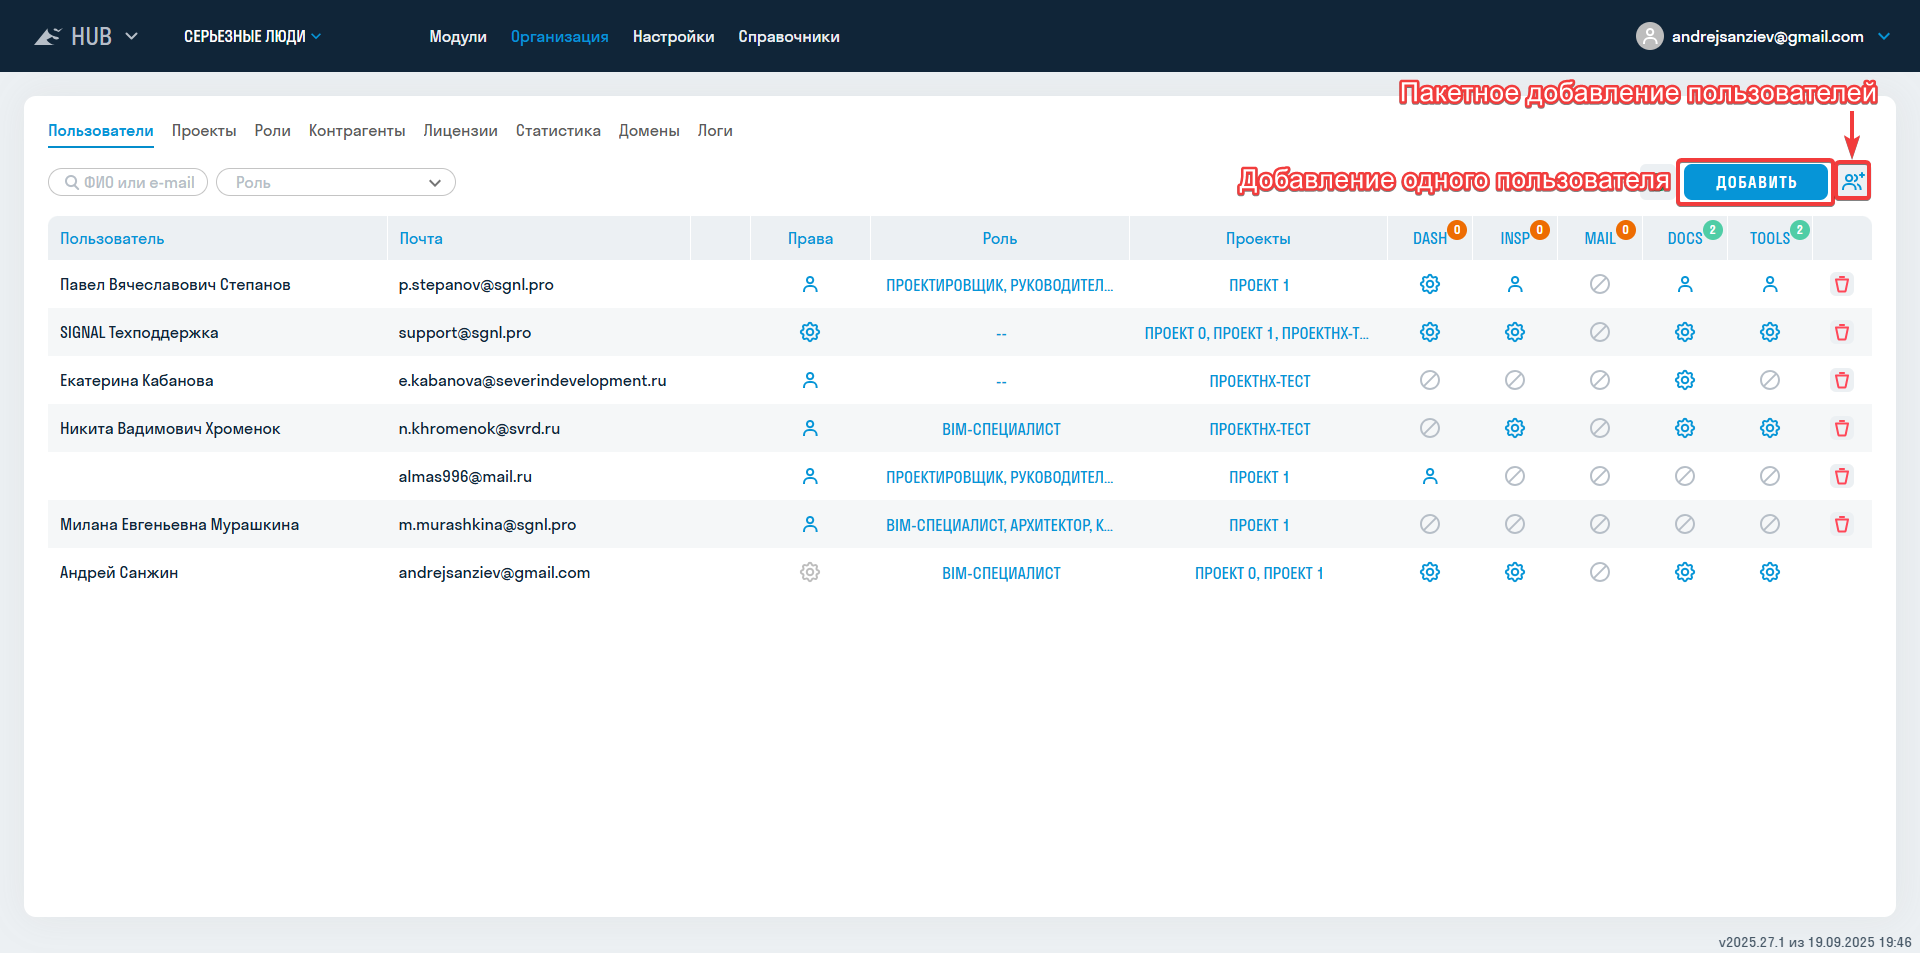 HUB СЕРЬЕЗНЫЕ ЛЮДИ Модули Организация Настройки Справочники andrejsanziev@gmail.com
Пакетное добавление пользователей
Пользователи Проекты Роли Контрагенты Лицензии Статистика Домены Логи
ФИО или e-mail Роль Добавление одного пользователя ДОБАВИТЬ
Пользователь Почта Права Роль Проекты DASH 0 INSP 0 MAIL 0 DOCS 2 TOOLS 2
Павел Вячеславович Степанов p.stepanov@sgnl.pro ПРОЕКТИРОВЩИК, РУКОВОДИТЕЛ... ПРОЕКТ 1
SIGNAL Техподдержка support@sgnl.pro -- ПРОЕКТ 0, ПРОЕКТ 1, ПРОЕКТНХ-Т...
Екатерина Кабанова e.kabanova@severindevelopment.ru -- ПРОЕКТНХ-ТЕСТ
Никита Вадимович Хроменок n.khromenok@svrd.ru BIM-СПЕЦИАЛИСТ ПРОЕКТНХ-ТЕСТ
almas996@mail.ru ПРОЕКТИРОВЩИК, РУКОВОДИТЕЛ... ПРОЕКТ 1
Милана Евгеньевна Мурашкина m.murashkina@sgnl.pro BIM-СПЕЦИАЛИСТ, АРХИТЕКТОР, К... ПРОЕКТ 1
Андрей Санжин andrejsanziev@gmail.com BIM-СПЕЦИАЛИСТ ПРОЕКТ 0, ПРОЕКТ 1
v2025.27.1 из 19.09.2025 19:46